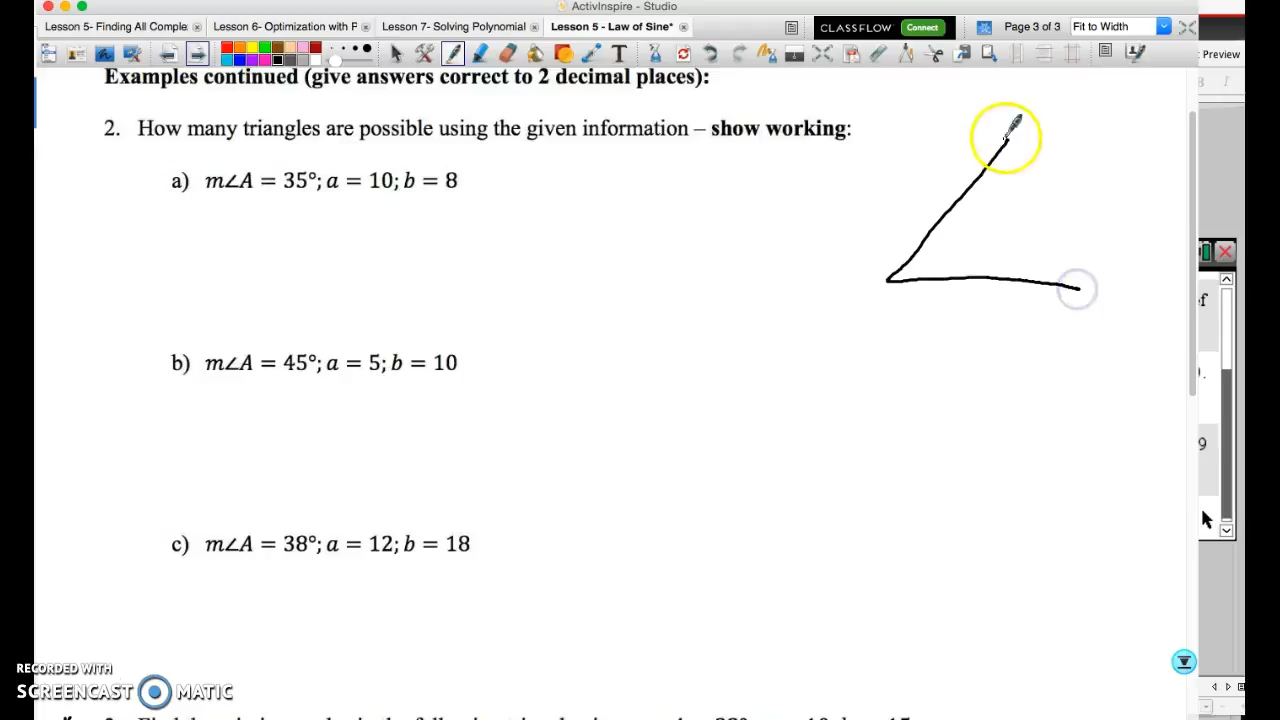 ActivInspire - Studio
Lesson 5- Finding All Comple
Lesson 6- Optimization with F
Lesson 7- Solving Polynomial
Lesson 5 - Law of Sine*
CLASSFLOW
Connect
Page 3 of 3
Fit to Width
Preview
Examples continued (give answers correct to 2 decimal places):
2. How many triangles are possible using the given information – show working:
a) m∠A = 35°; a = 10; b = 8
b) m∠A = 45°; a = 5; b = 10
c) m∠A = 38°; a = 12; b = 18
RECORDED WITH
SCREENCAST MATIC